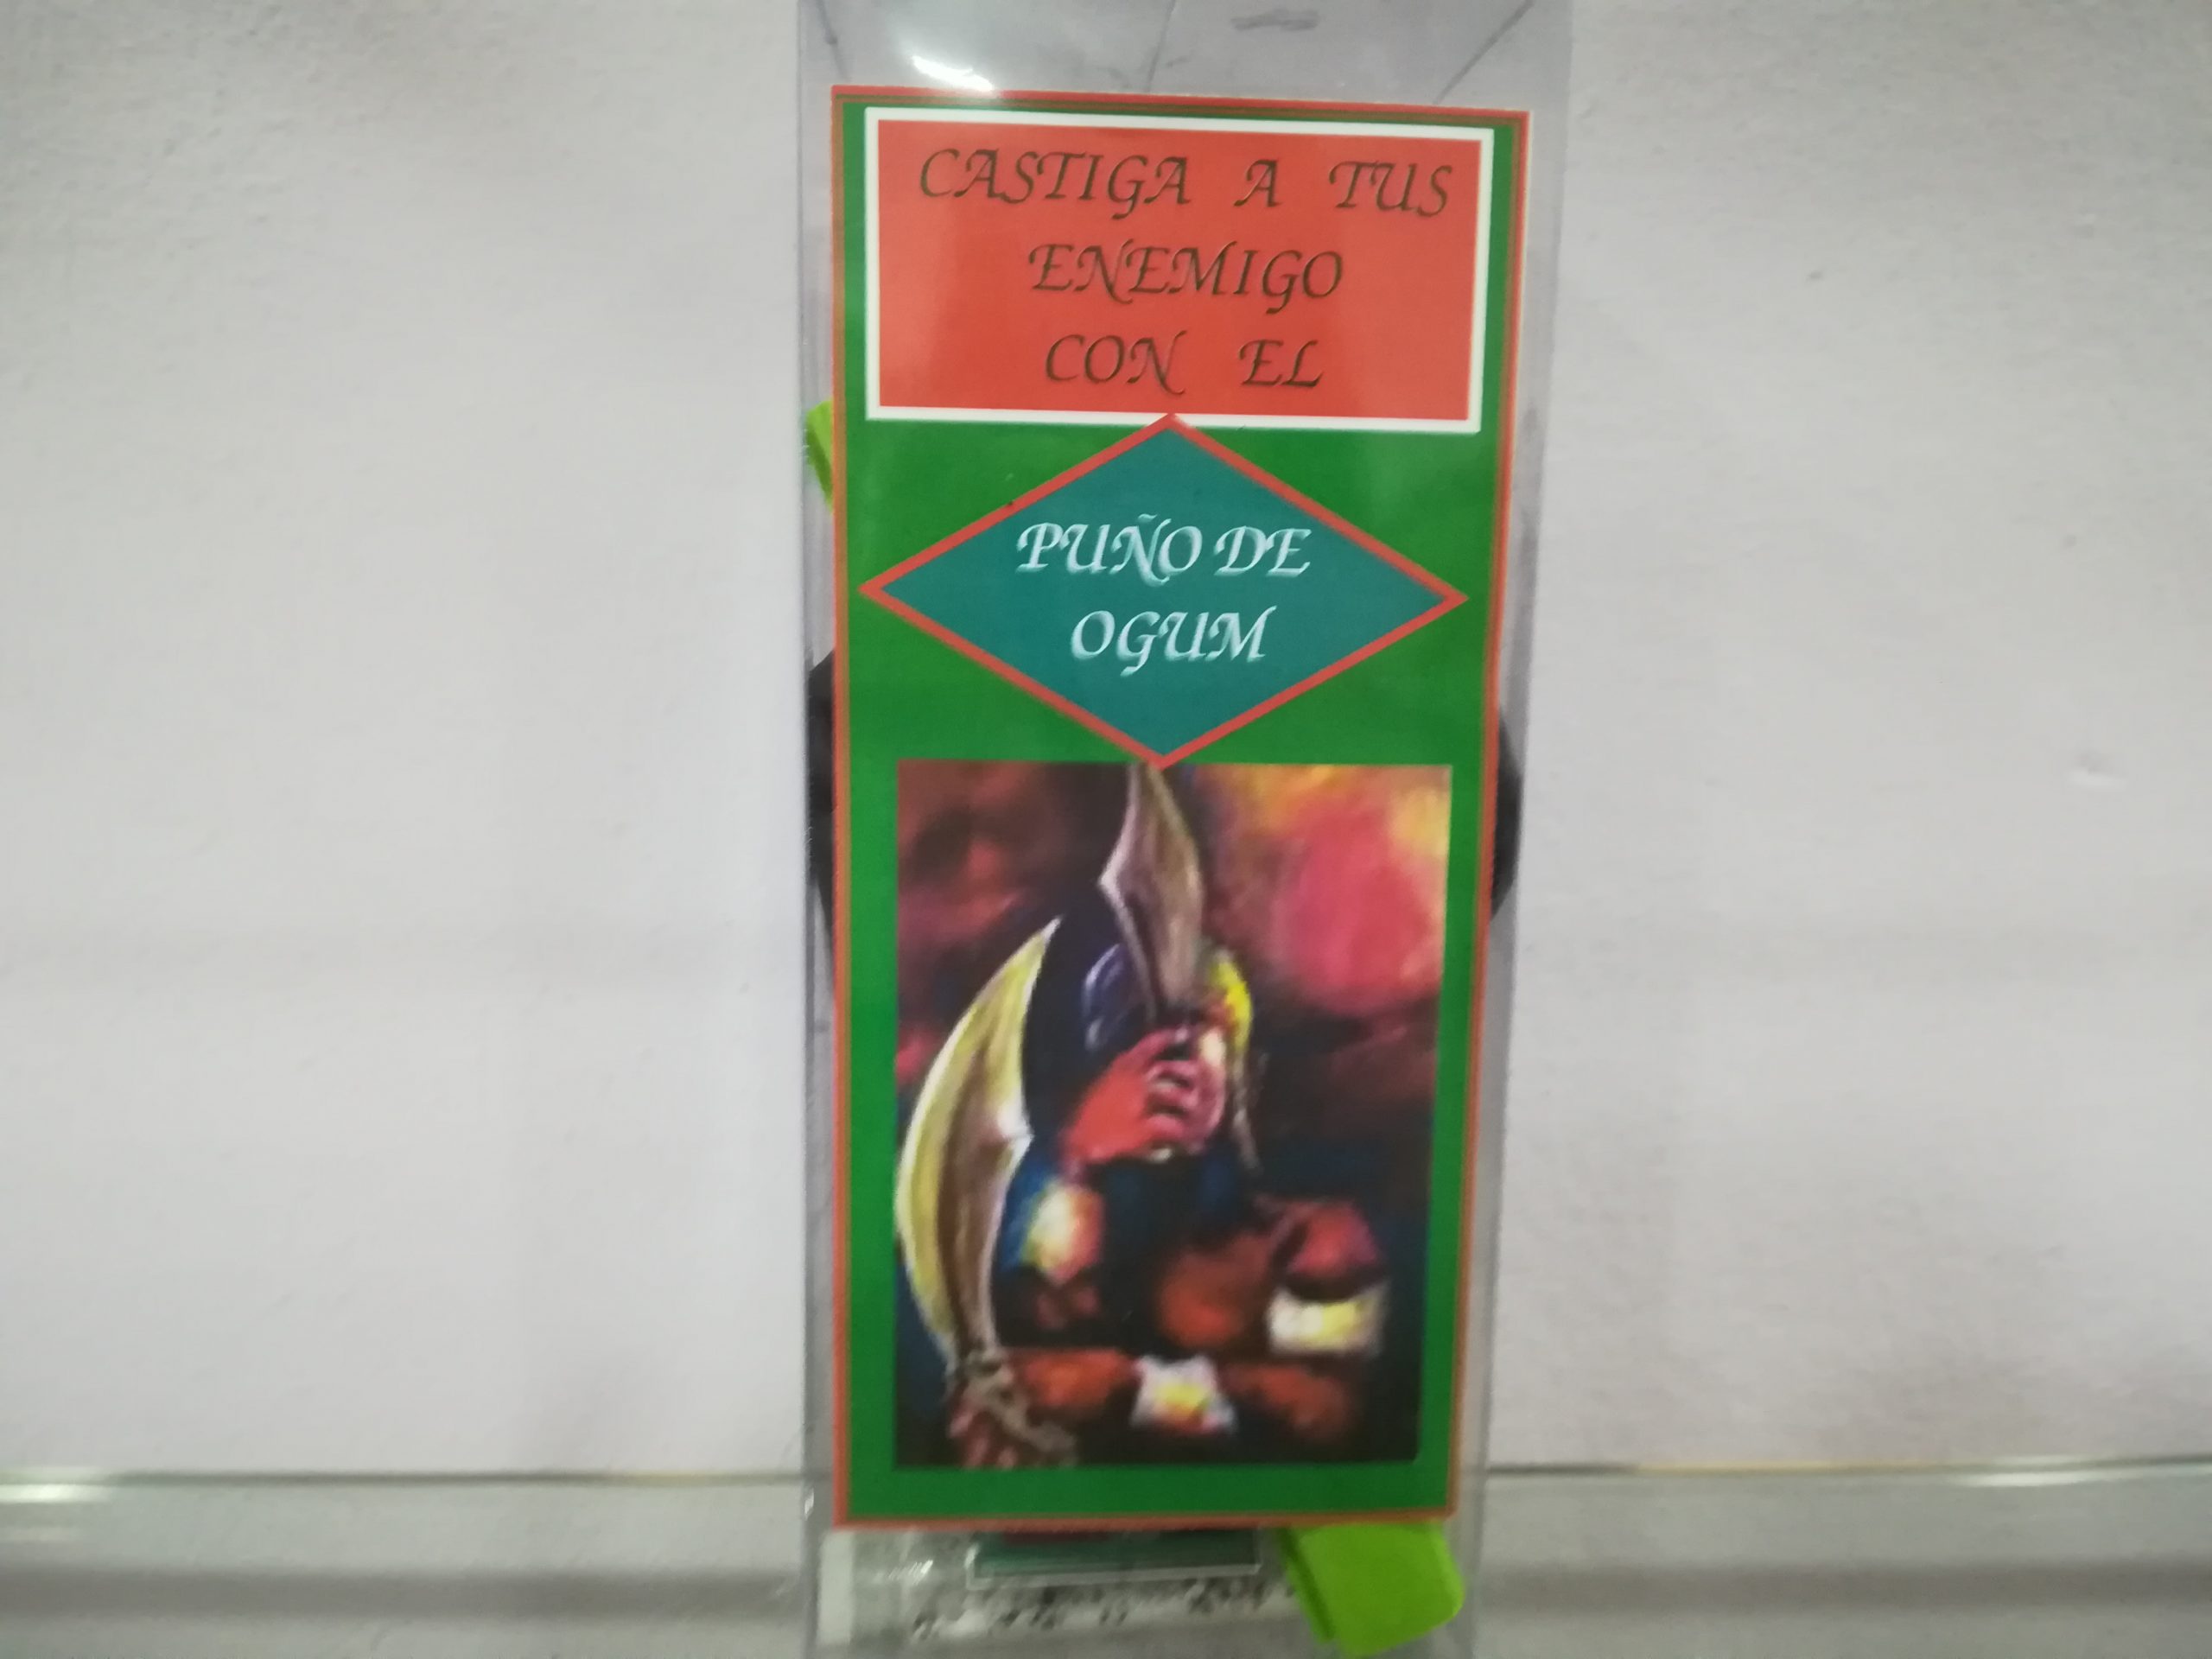 CASTIGA A TUS
ENEMIGO
CON EL
PUÑO DE
OGUM